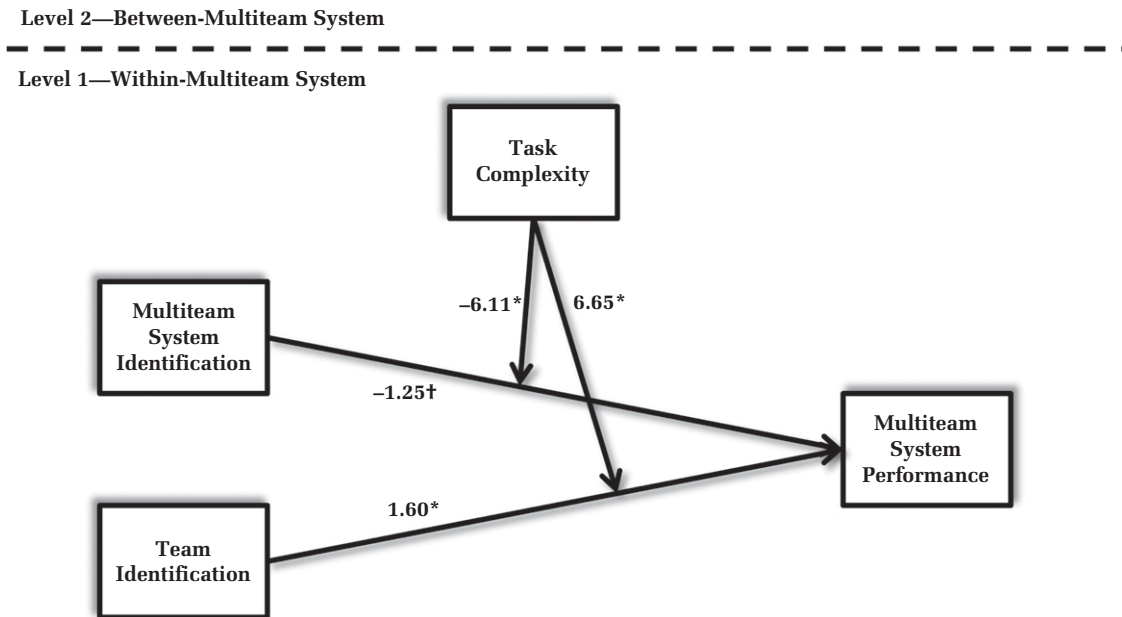 Level 2—Between-Multiteam System
Level 1—Within-Multiteam System
Task
Complexity
–6.11*
6.65*
Multiteam
System
Identification
–1.25†
Multiteam
System
Performance
1.60*
Team
Identification